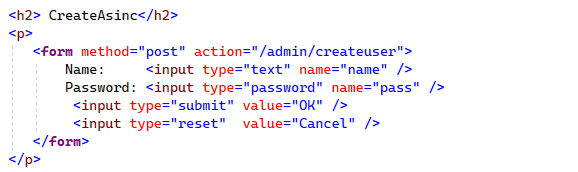 <h2> CreateAsinc</h2>
<p>
   <form method="post" action="/admin/createuser">
       Name:     <input type="text" name="name" />
       Password: <input type="password" name="pass" />
        <input type="submit" value="OK" />
        <input type="reset"  value="Cancel" />
   </form>
</p>